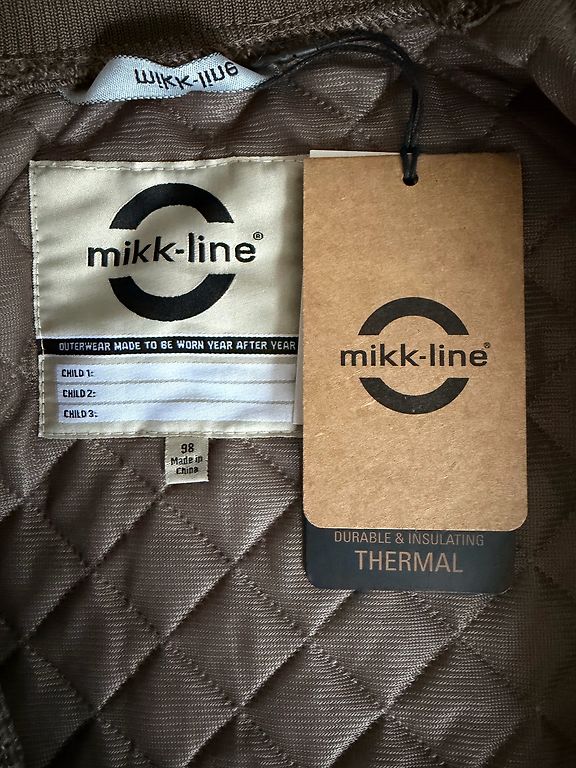 mikk-line
mikk-line®
OUTERWEAR MADE TO BE WORN YEAR AFTER YEAR
CHILD 1:
CHILD 2:
CHILD 3:
98
Made in
China
mikk-line®
DURABLE & INSULATING
THERMAL